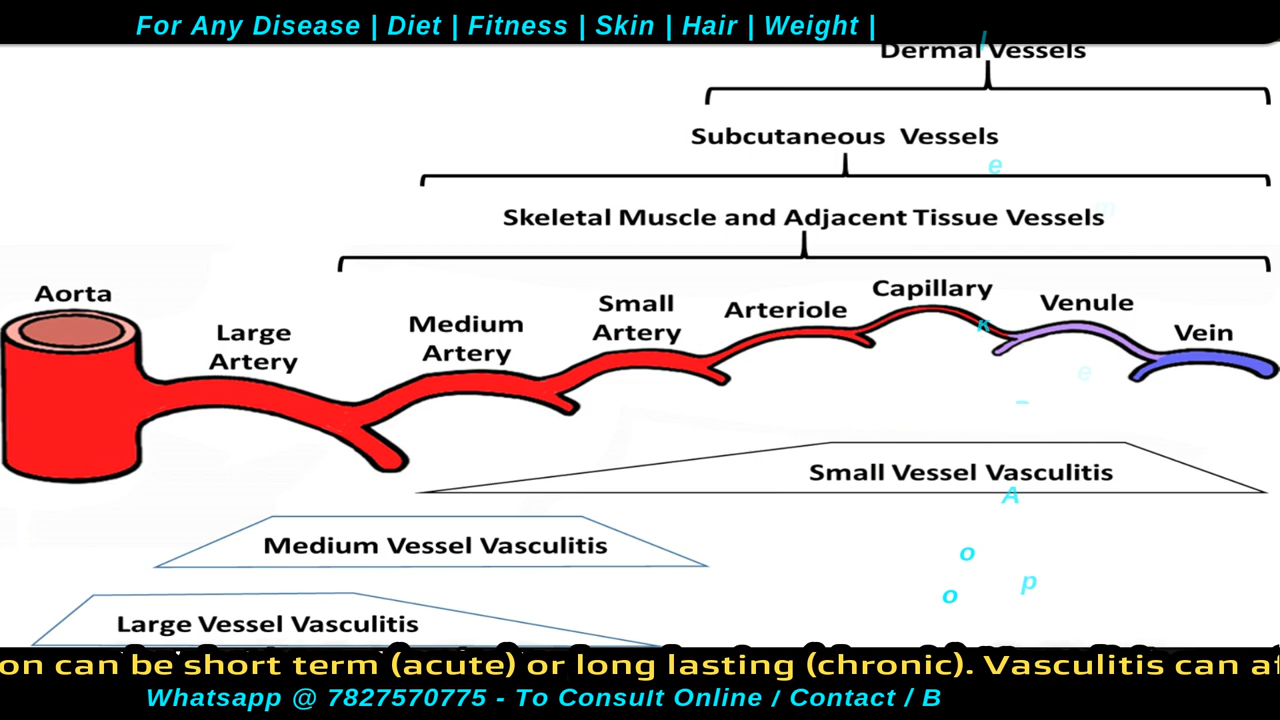 For Any Disease | Diet | Fitness | Skin | Hair | Weight |
Dermal Vessels
Subcutaneous Vessels
Skeletal Muscle and Adjacent Tissue Vessels
Aorta
Large
Artery
Medium
Artery
Small
Artery
Arteriole
Capillary
Venule
Vein
Small Vessel Vasculitis
Medium Vessel Vasculitis
Large Vessel Vasculitis
on can be short term (acute) or long lasting (chronic). Vasculitis can
Whatsapp @ 7827570775 - To Consult Online / Contact / B